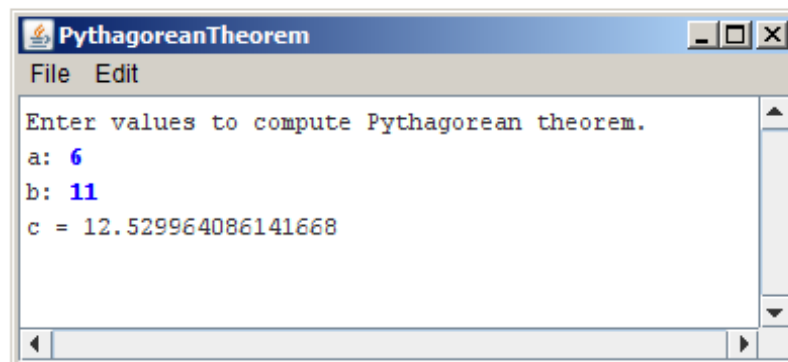 PythagoreanTheorem
File Edit
Enter values to compute Pythagorean theorem.
a: 6
b: 11
c = 12.529964086141668